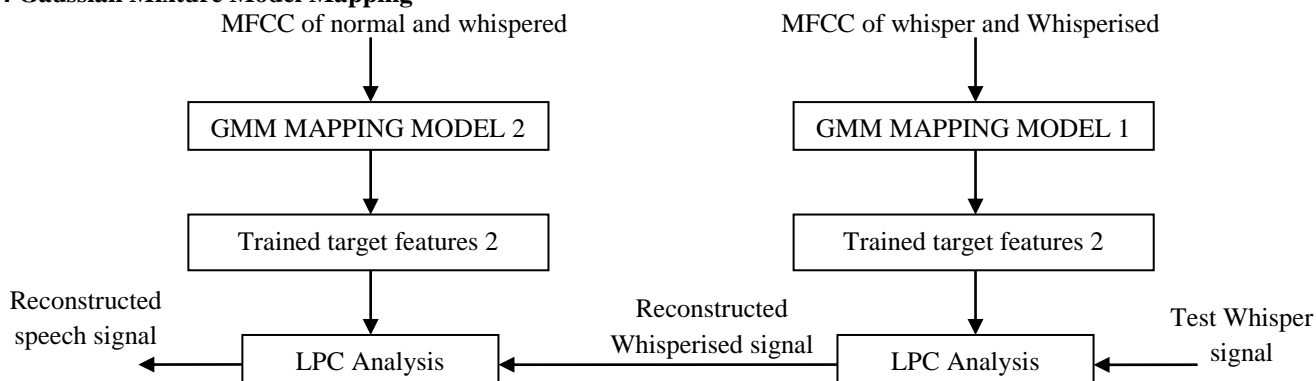 Gaussian Mixture Model Mapping
MFCC of normal and whispered
MFCC of whisper and Whisperised
GMM MAPPING MODEL 2
GMM MAPPING MODEL 1
Trained target features 2
Trained target features 2
Reconstructed
speech signal
LPC Analysis
Reconstructed
Whisperised signal
LPC Analysis
Test Whisper
signal